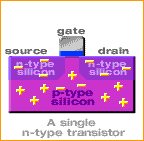 gate
source drain
n-type n-type
silicon silicon
p-type
silicon
A single
n-type transistor